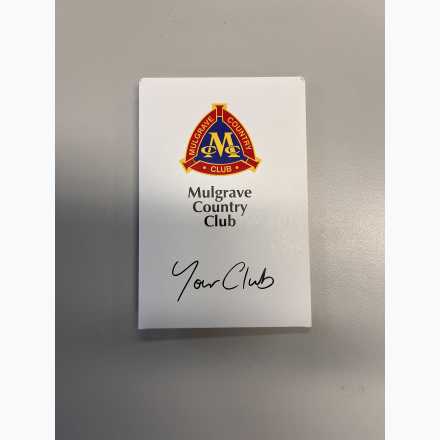 MULGRAVE COUNTRY
MCC
CLUB
Mulgrave
Country
Club
Your Club